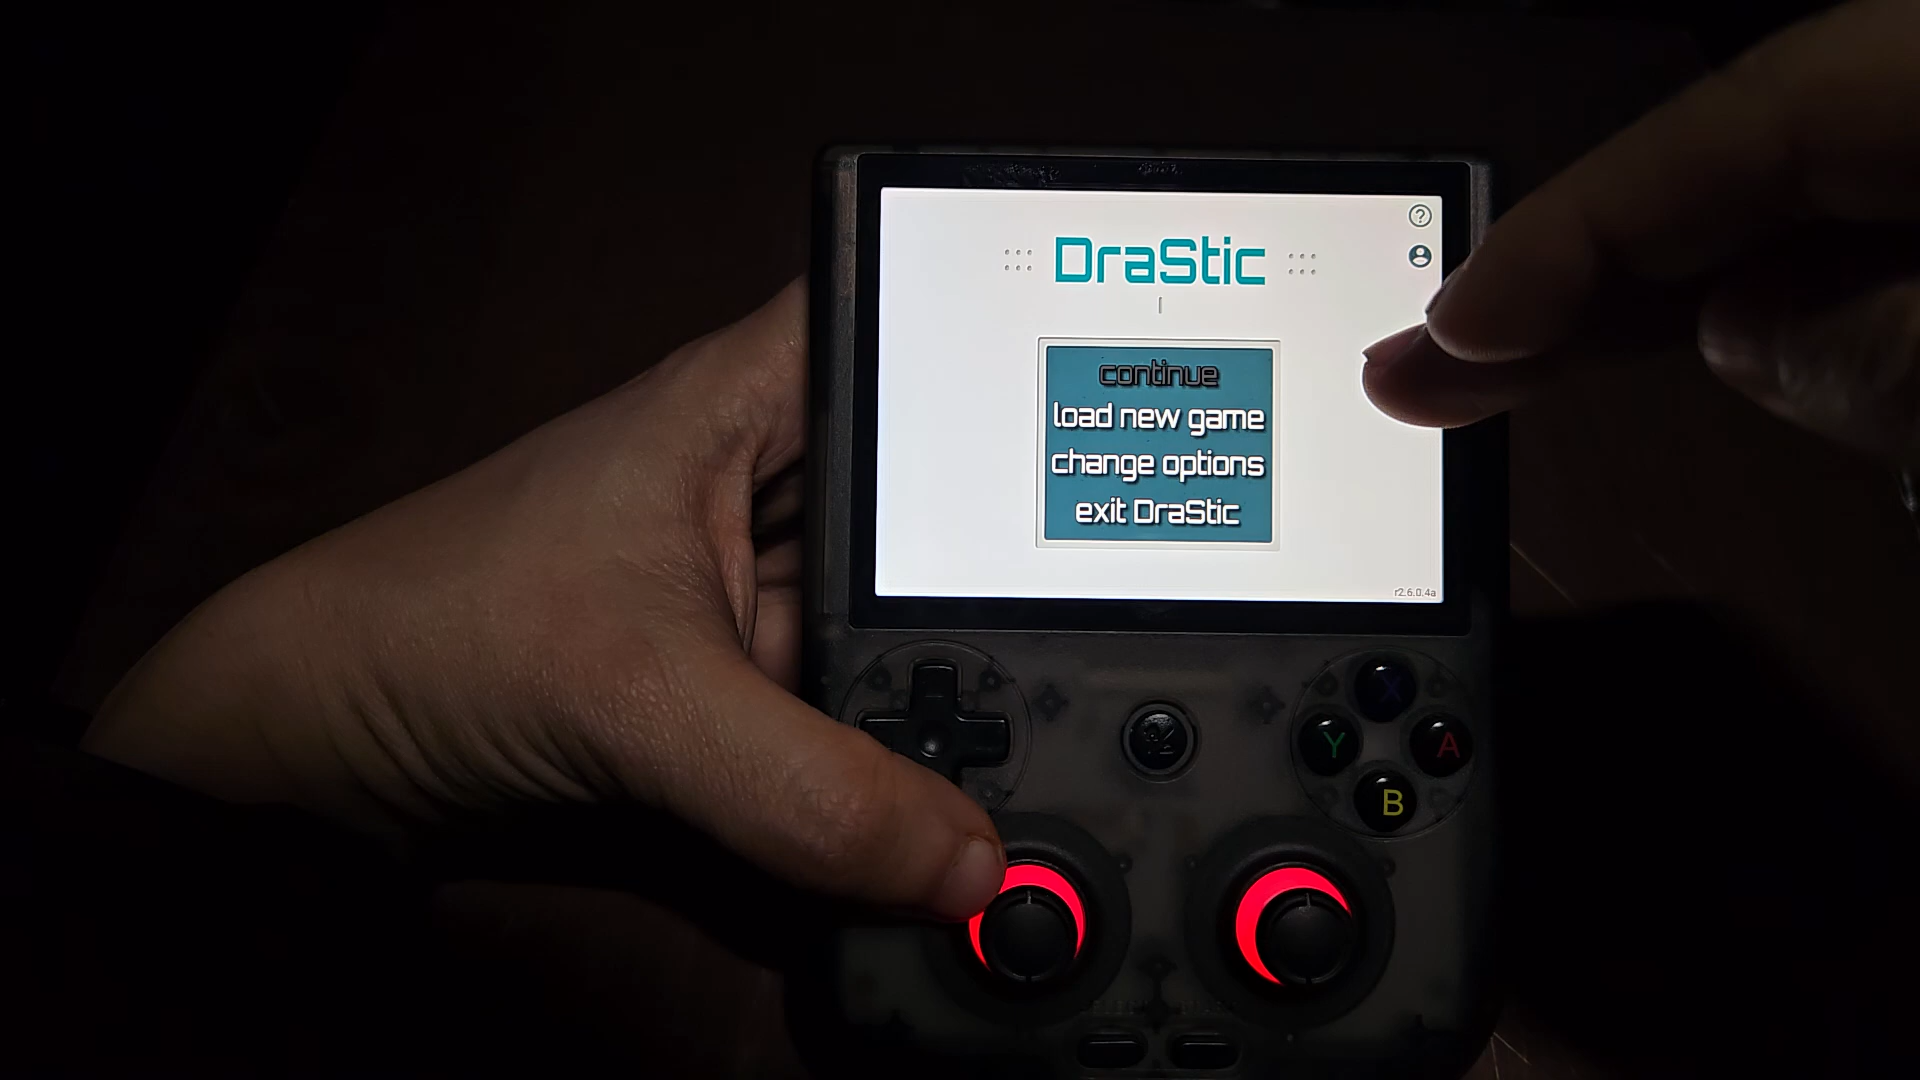 ?
DraStic
continue
load new game
change options
exit DraStic
r2.6.0.4a
X
Y
A
B